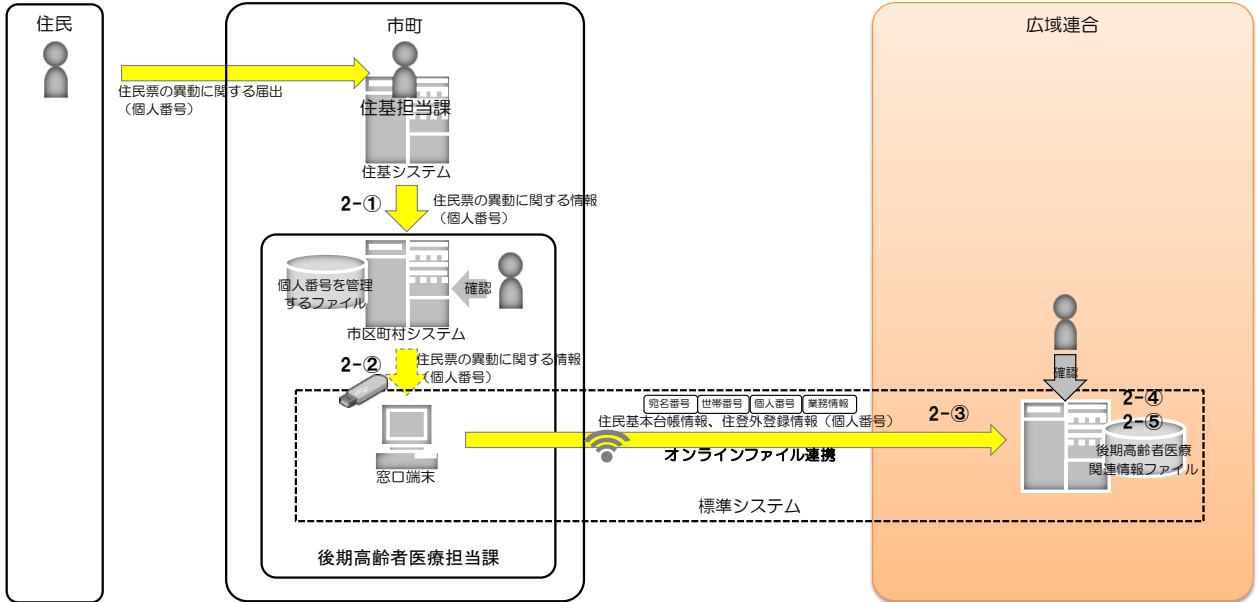 住民
市町
広域連合
住民票の異動に関する届出
（個人番号）
住基担当課
住基システム
2-①
住民票の異動に関する情報
（個人番号）
個人番号を管理
するファイル
確認
市区町村システム
2-②
住民票の異動に関する情報
（個人番号）
確認
宛名番号 世帯番号 個人番号 業務情報
住民基本台帳情報、住登外登録情報（個人番号）
2-③
オンラインファイル連携
2-④
2-⑤
後期高齢者医療
関連情報ファイル
窓口端末
標準システム
後期高齢者医療担当課